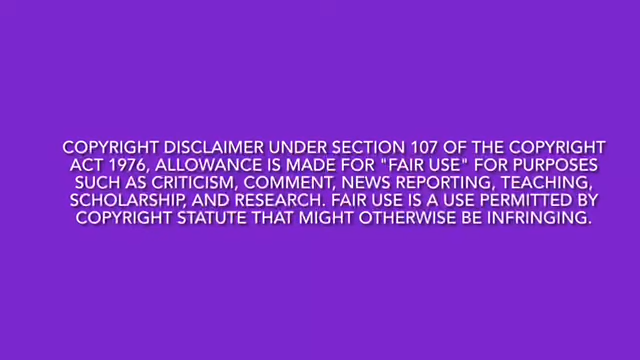 COPYRIGHT DISCLAIMER UNDER SECTION 107 OF THE COPYRIGHT
ACT 1976, ALLOWANCE IS MADE FOR "FAIR USE" FOR PURPOSES
SUCH AS CRITICISM, COMMENT, NEWS REPORTING, TEACHING,
SCHOLARSHIP, AND RESEARCH. FAIR USE IS A USE PERMITTED BY
COPYRIGHT STATUTE THAT MIGHT OTHERWISE BE INFRINGING.